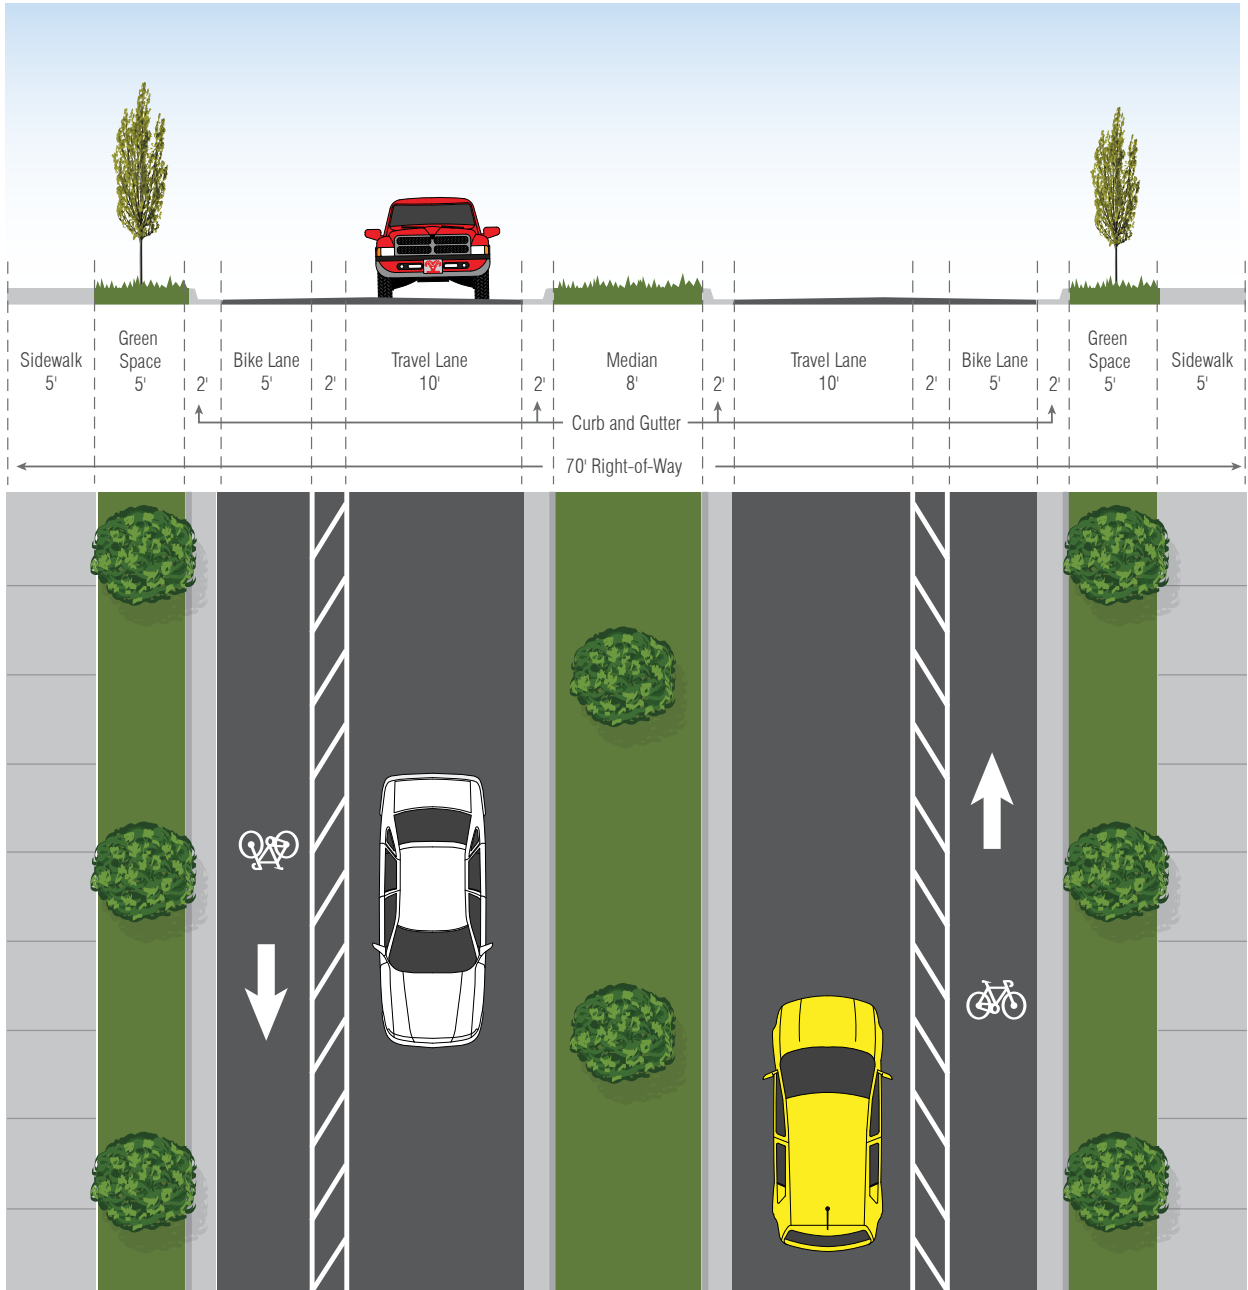 Sidewalk
5'
Green
Space
5'
2'
Bike Lane
5'
2'
Travel Lane
10'
2'
Median
8'
2'
Travel Lane
10'
2'
Bike Lane
5'
2'
Green
Space
5'
Sidewalk
5'
Curb and Gutter
70' Right-of-Way